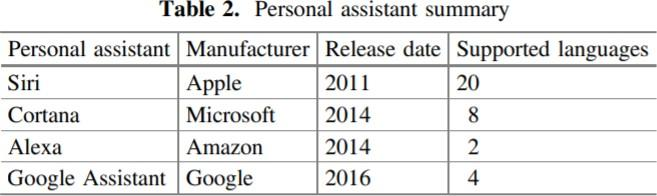 Table 2. Personal assistant summary
Personal assistant Manufacturer Release date Supported languages
Siri Apple 2011 20
Cortana Microsoft 2014 8
Alexa Amazon 2014 2
Google Assistant Google 2016 4